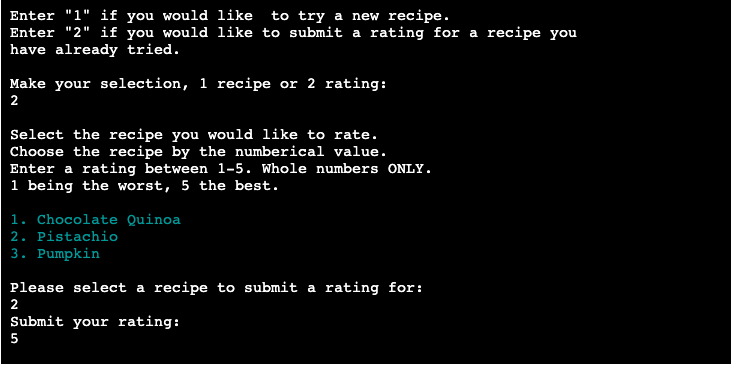 Enter "1" if you would like  to try a new recipe.
Enter "2" if you would like to submit a rating for a recipe you
have already tried.
Make your selection, 1 recipe or 2 rating:
2
Select the recipe you would like to rate.
Choose the recipe by the numberical value.
Enter a rating between 1-5. Whole numbers ONLY.
1 being the worst, 5 the best.
1. Chocolate Quinoa
2. Pistachio
3. Pumpkin
Please select a recipe to submit a rating for:
2
Submit your rating:
5